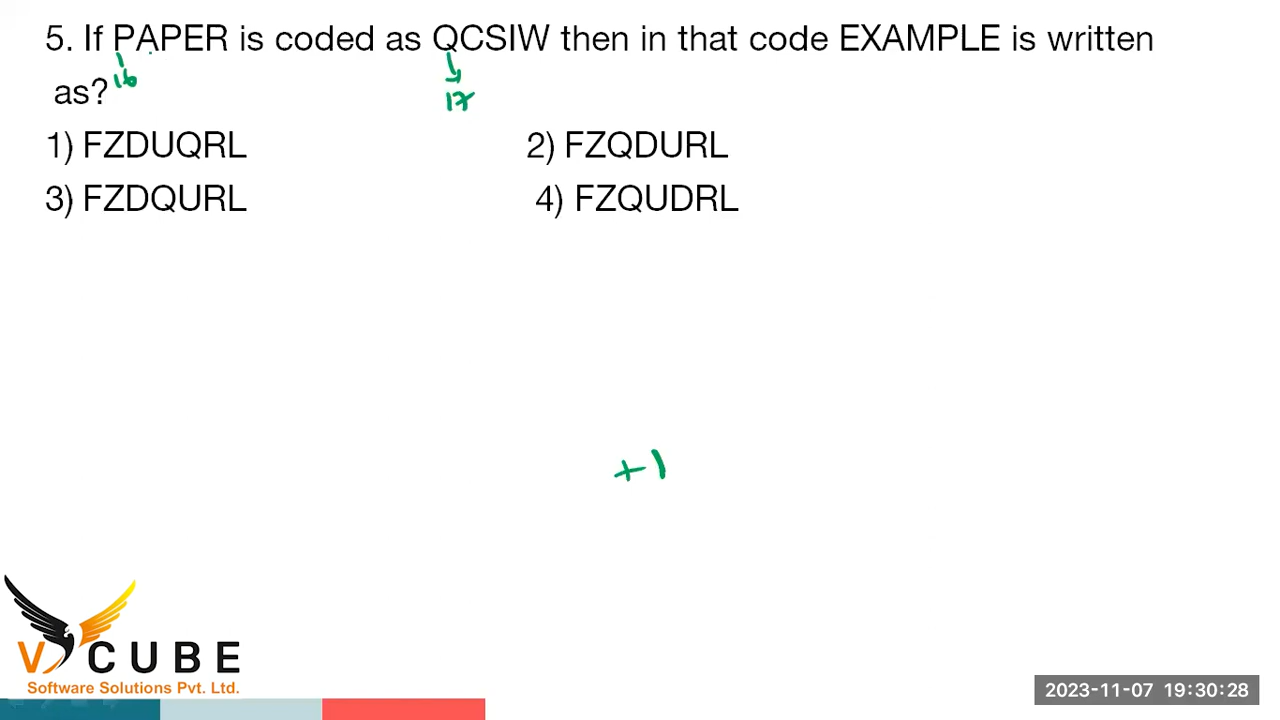 5. If PAPER is coded as QCSIW then in that code EXAMPLE is written
16
17
as?
1) FZDUQRL 2) FZQDURL
3) FZDQURL 4) FZQUDRL
+1
V CUBE
Software Solutions Pvt. Ltd.
2023-11-07 19:30:28